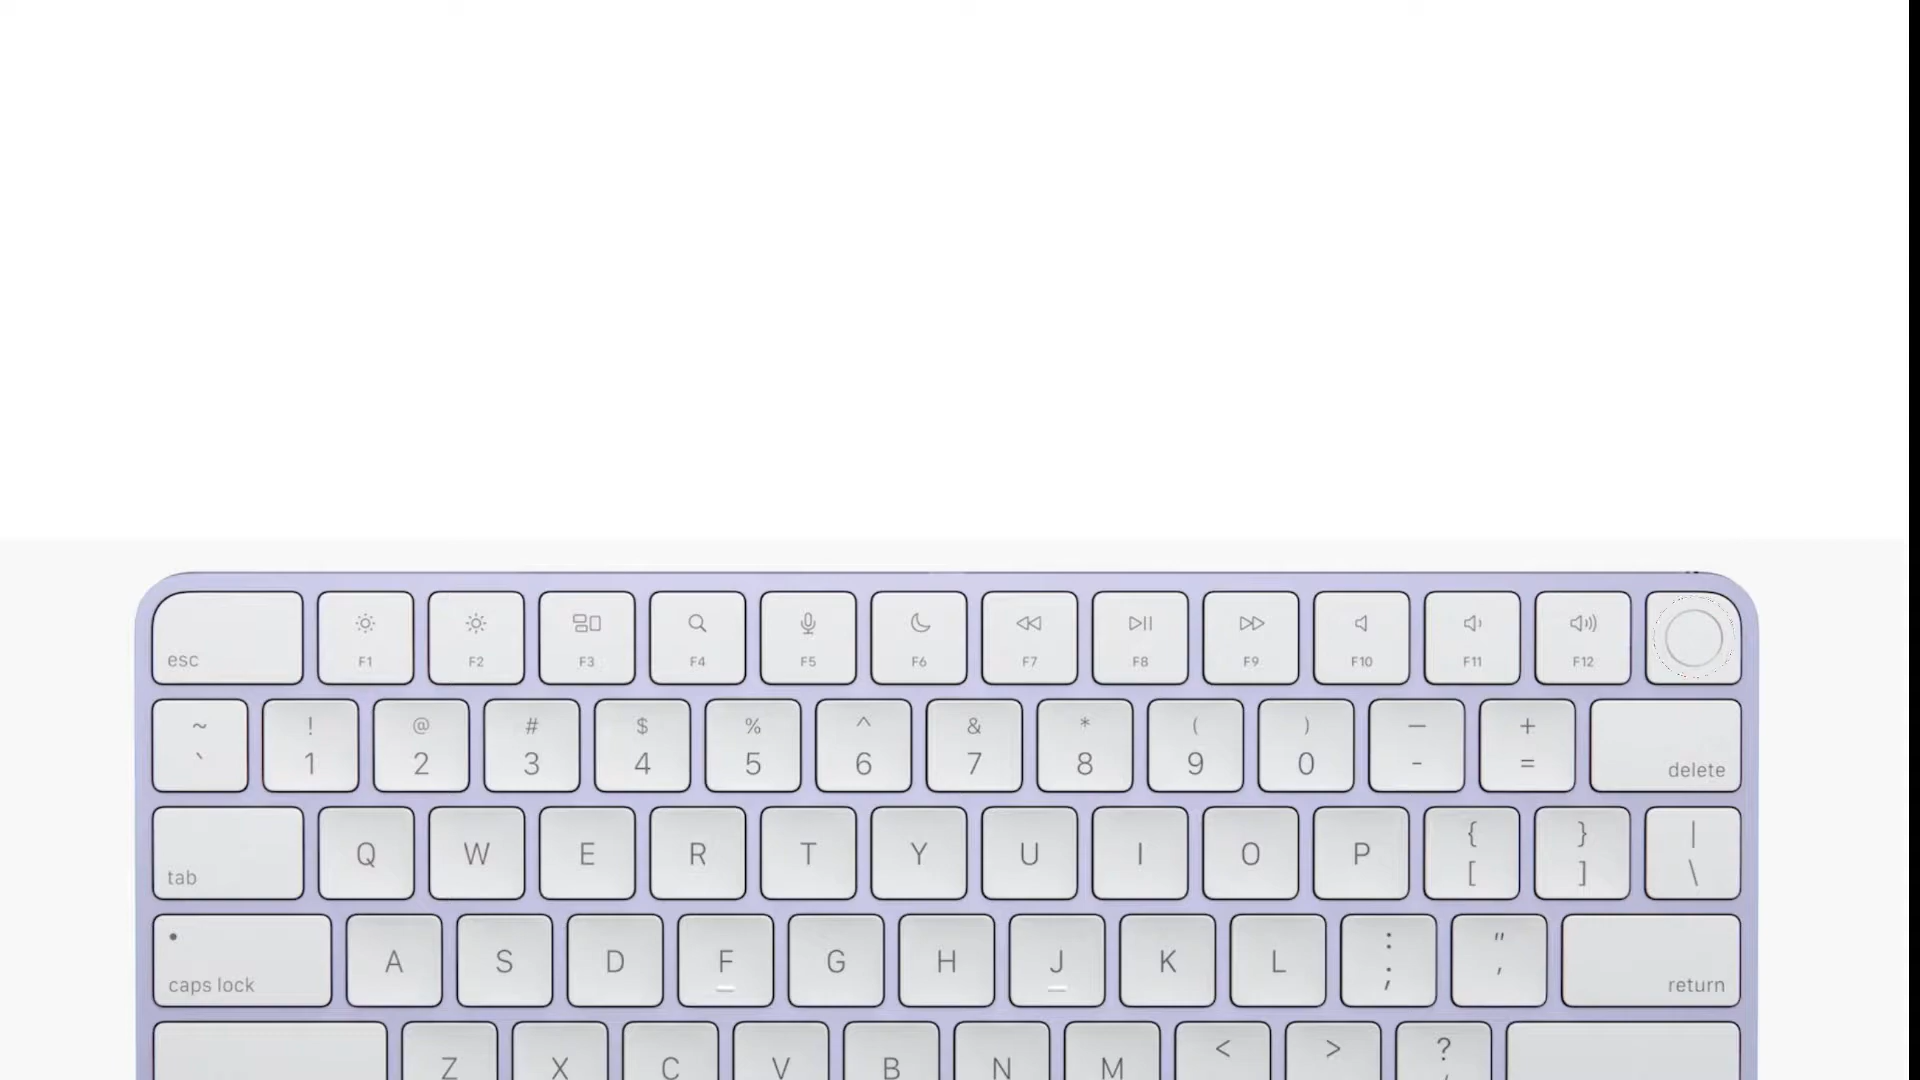 esc F1 F2 F3 F4 F5 F6 F7 F8 F9 F10 F11 F12
~ ! @ # $ % ^ & * ( ) — +
` 1 2 3 4 5 6 7 8 9 0 - = delete
{ } |
tab Q W E R T Y U I O P [ ] \
: "
caps lock A S D F G H J K L ; ' return
< > ?
Z X C V B N M